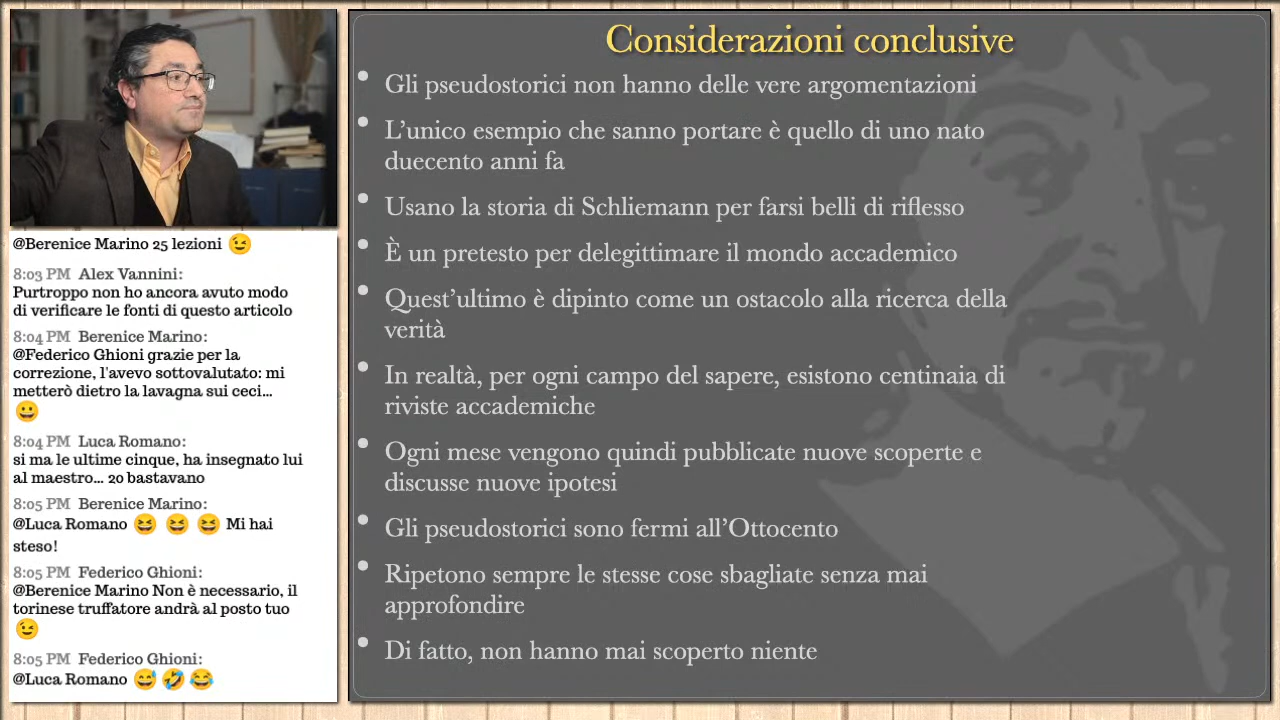 @Berenice Marino 25 lezioni 😉
8:03 PM Alex Vannini:
Purtroppo non ho ancora avuto modo
di verificare le fonti di questo articolo
8:04 PM Berenice Marino:
@Federico Ghioni grazie per la
correzione, l'avevo sottovalutato: mi
metterò dietro la lavagna sui ceci...
😀
8:04 PM Luca Romano:
si ma le ultime cinque, ha insegnato lui
al maestro... 20 bastavano
8:05 PM Berenice Marino:
@Luca Romano 😆 😆 😆 Mi hai
steso!
8:05 PM Federico Ghioni:
@Berenice Marino Non è necessario, il
torinese truffatore andrà al posto tuo
😉
8:05 PM Federico Ghioni:
@Luca Romano 😅 🤣 😂
Considerazioni conclusive
• Gli pseudostorici non hanno delle vere argomentazioni
• L’unico esempio che sanno portare è quello di uno nato
duecento anni fa
• Usano la storia di Schliemann per farsi belli di riflesso
• È un pretesto per delegittimare il mondo accademico
• Quest’ultimo è dipinto come un ostacolo alla ricerca della
verità
• In realtà, per ogni campo del sapere, esistono centinaia di
riviste accademiche
• Ogni mese vengono quindi pubblicate nuove scoperte e
discusse nuove ipotesi
• Gli pseudostorici sono fermi all’Ottocento
• Ripetono sempre le stesse cose sbagliate senza mai
approfondire
• Di fatto, non hanno mai scoperto niente